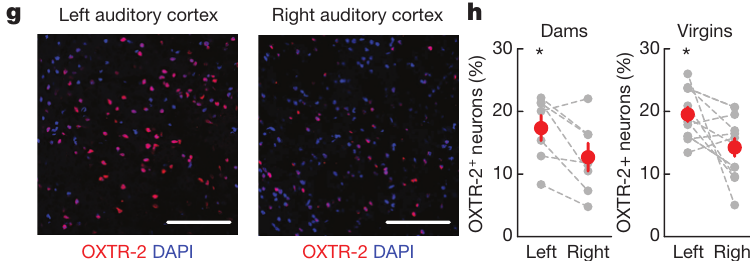 g
Left auditory cortex Right auditory cortex
OXTR-2 DAPI OXTR-2 DAPI
h
Dams Virgins
OXTR-2⁺ neurons (%)
30
20
10
0
*
Left Right
OXTR-2+ neurons (%)
30
20
10
0
*
Left Right